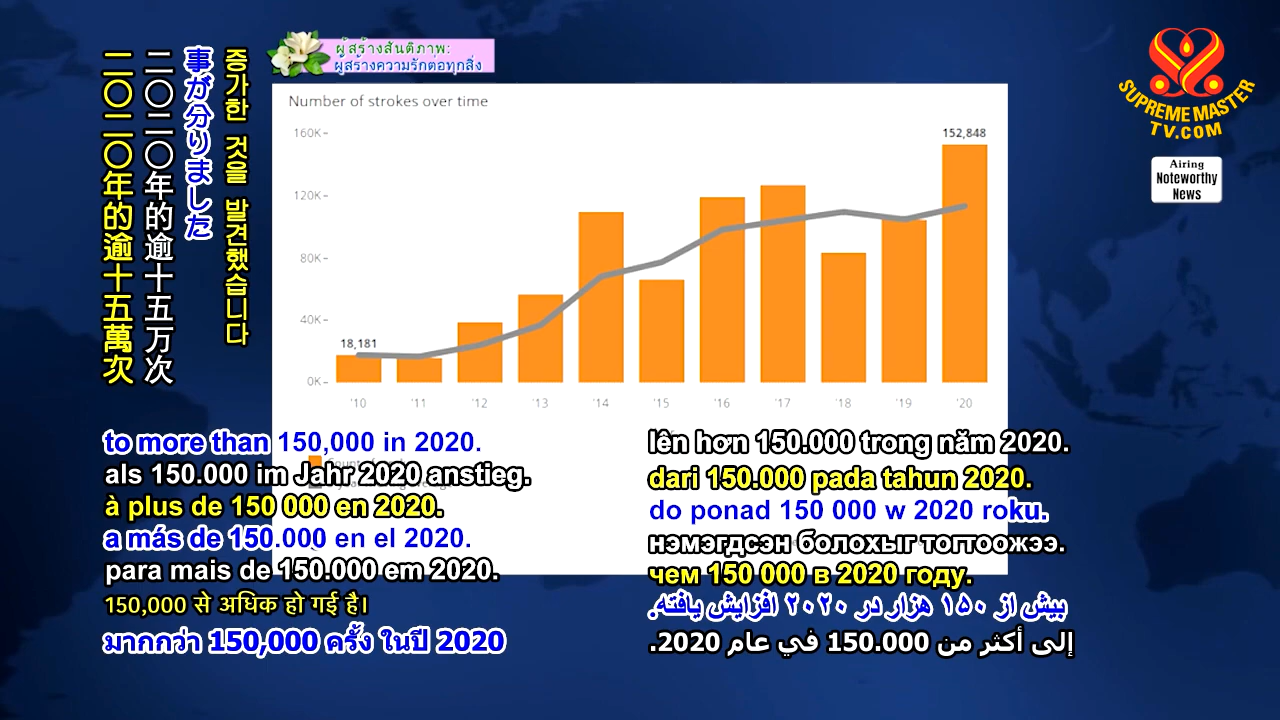 증가한 것을 발견했습니다
事が分りました
二〇二〇年的逾十五万次
二〇二〇年的逾十五萬次
ผู้สร้างสันติภาพ:
ผู้สร้างความรักต่อทุกสิ่ง
SUPREME MASTER
TV.COM
Airing
Noteworthy
News
Number of strokes over time
160K
120K
80K
40K
0K
18,181
152,848
'10 '11 '12 '13 '14 '15 '16 '17 '18 '19 '20
to more than 150,000 in 2020.
als 150.000 im Jahr 2020 anstieg.
à plus de 150 000 en 2020.
a más de 150.000 en el 2020.
para mais de 150.000 em 2020.
150,000 से अधिक हो गई है।
มากกว่า 150,000 ครั้ง ในปี 2020
lên hơn 150.000 trong năm 2020.
dari 150.000 pada tahun 2020.
do ponad 150 000 w 2020 roku.
нэмэгдсэн болохыг тогтоожээ.
чем 150 000 в 2020 году.
بیش از ۱۵۰ هزار در ۲۰۲۰ افزایش یافته.
إلى أكثر من 150.000 في عام 2020.